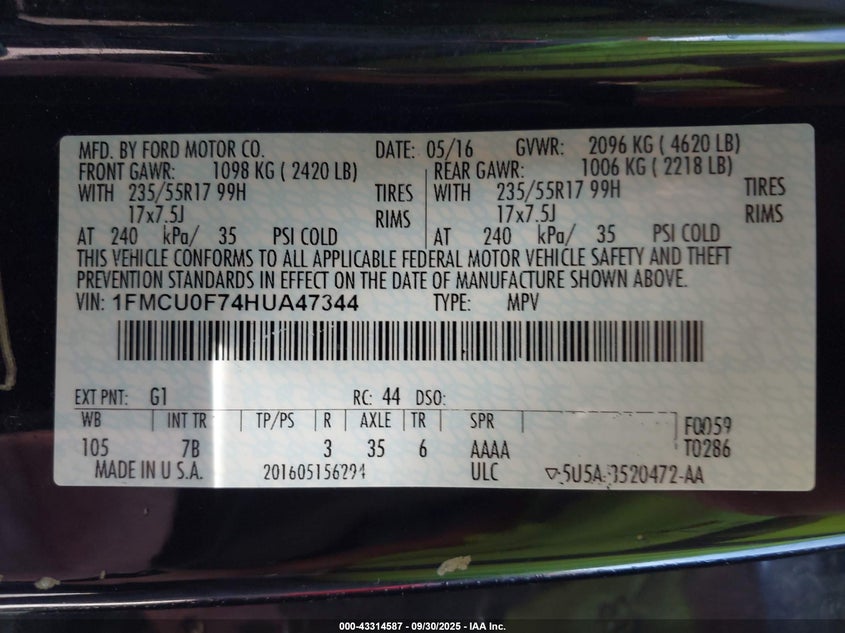 MFD. BY FORD MOTOR CO. DATE: 05/16 GVWR: 2096 KG ( 4620 LB)
FRONT GAWR: 1098 KG ( 2420 LB) REAR GAWR: 1006 KG ( 2218 LB)
WITH 235/55R17 99H TIRES WITH 235/55R17 99H TIRES
17x7.5J RIMS 17x7.5J RIMS
AT 240 kPa/ 35 PSI COLD AT 240 kPa/ 35 PSI COLD
THIS VEHICLE CONFORMS TO ALL APPLICABLE FEDERAL MOTOR VEHICLE SAFETY AND THEFT
PREVENTION STANDARDS IN EFFECT ON THE DATE OF MANUFACTURE SHOWN ABOVE.
VIN: 1FMCU0F74HUA47344 TYPE: MPV
EXT PNT: G1 RC: 44 DSO:
WB INT TR TP/PS R AXLE TR SPR F0059
105 7B 3 35 6 AAAA T0286
MADE IN U.S.A. 201605156294 ULC
000-43314587 - 09/30/2025 - IAA Inc.